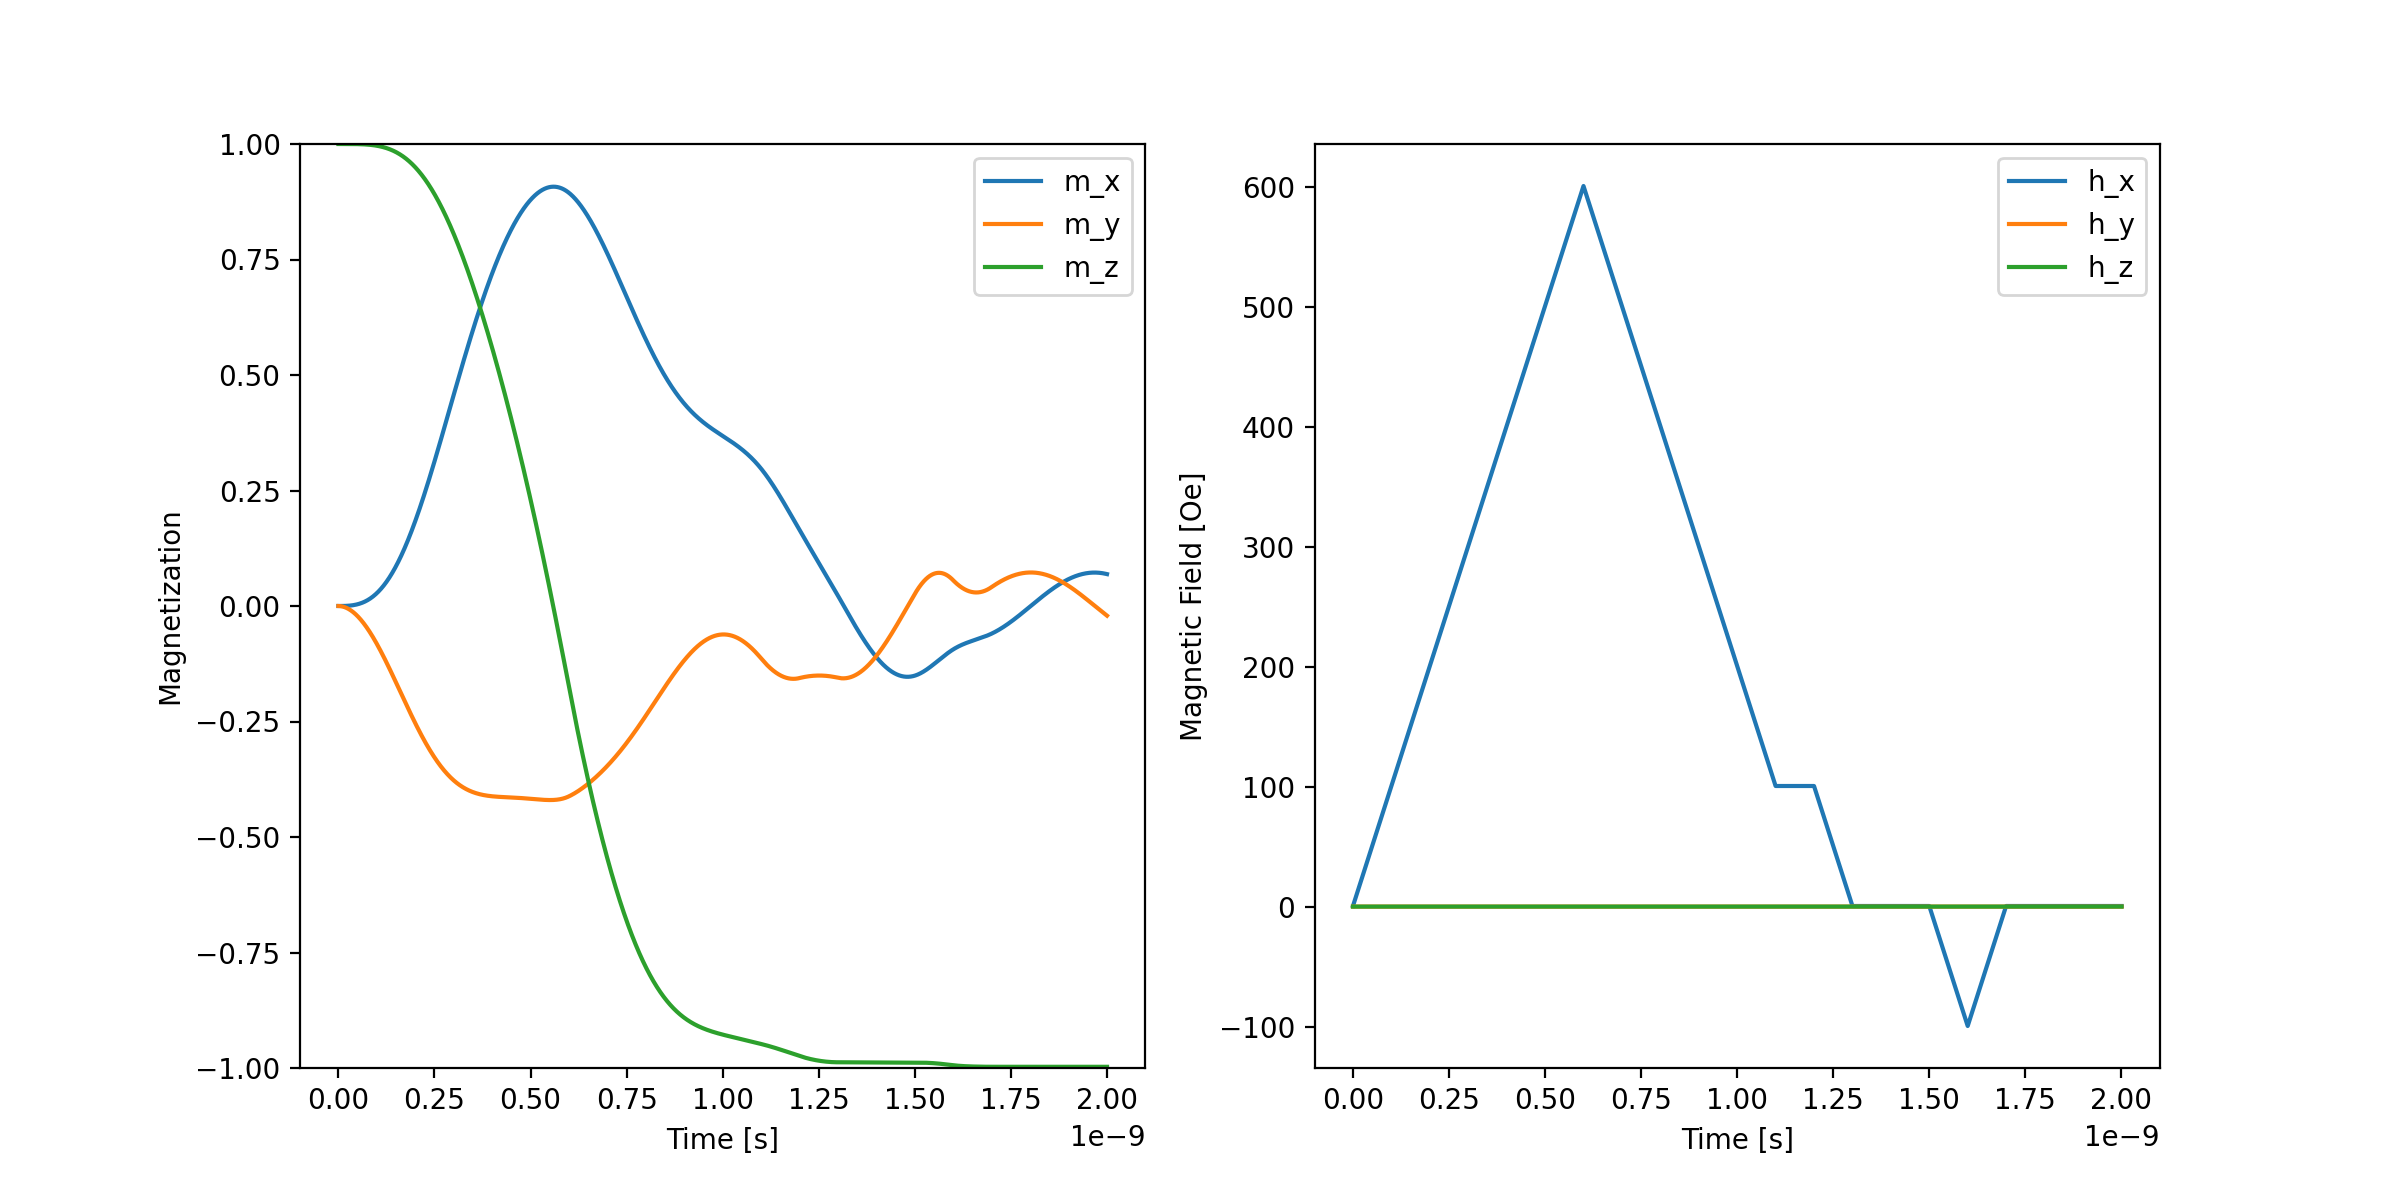 1.00
0.75
0.50
0.25
0.00
−0.25
−0.50
−0.75
−1.00
Magnetization
m_x
m_y
m_z
0.00 0.25 0.50 0.75 1.00 1.25 1.50 1.75 2.00
Time [s]
1e−9
600
500
400
300
200
100
0
−100
Magnetic Field [Oe]
h_x
h_y
h_z
0.00 0.25 0.50 0.75 1.00 1.25 1.50 1.75 2.00
Time [s]
1e−9